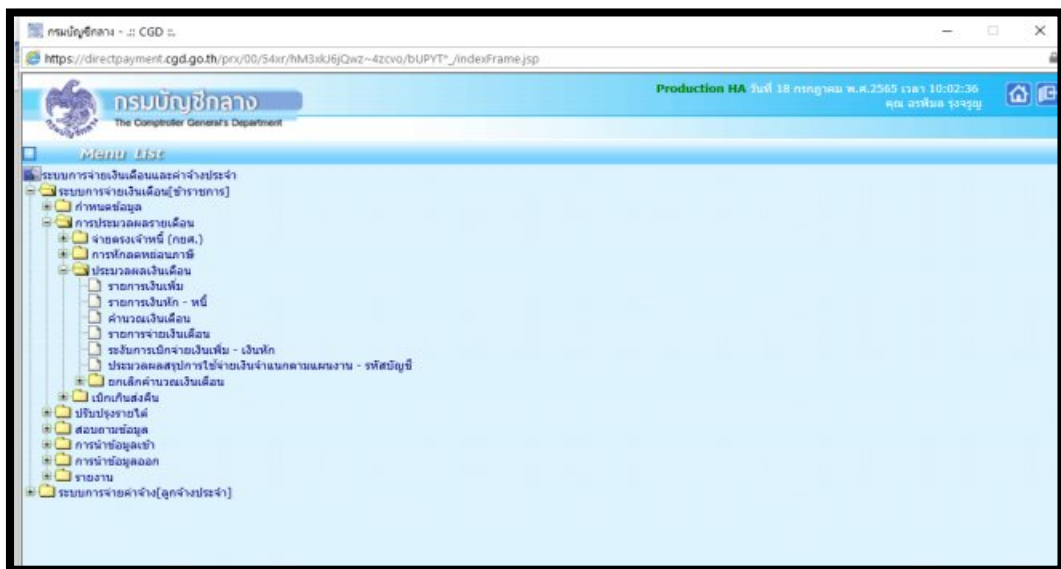 กรมบัญชีกลาง - .:: CGD ::.
https://directpayment.cgd.go.th/prx/00/54xr/hM3xkJ6jQwz~4zcvo/bUPYT*_/indexFrame.jsp
กรมบัญชีกลาง
The Comptroller General's Department
Production HA วันที่ 18 กรกฎาคม พ.ศ.2565 เวลา 10:02:36
คุณ อรพิมล รุ่งจรูญ
Menu List
ระบบการจ่ายเงินเดือนและค่าจ้างประจำ
ระบบการจ่ายเงินเดือน[ข้าราชการ]
กำหนดข้อมูล
การประมวลผลรายเดือน
จ่ายตรงเจ้าหนี้ (กยศ.)
การหักลดหย่อนภาษี
ประมวลผลเงินเดือน
รายการเงินเพิ่ม
รายการเงินหัก - หนี้
คำนวณเงินเดือน
รายการจ่ายเงินเดือน
ระงับการเบิกจ่ายเงินเพิ่ม - เงินหัก
ประมวลผลสรุปการใช้จ่ายเงินจำแนกตามแผนงาน - รหัสบัญชี
ยกเลิกคำนวณเงินเดือน
เบิกเกินส่งคืน
ปรับปรุงรายได้
สอบถามข้อมูล
การนำข้อมูลเข้า
การนำข้อมูลออก
รายงาน
ระบบการจ่ายค่าจ้าง[ลูกจ้างประจำ]